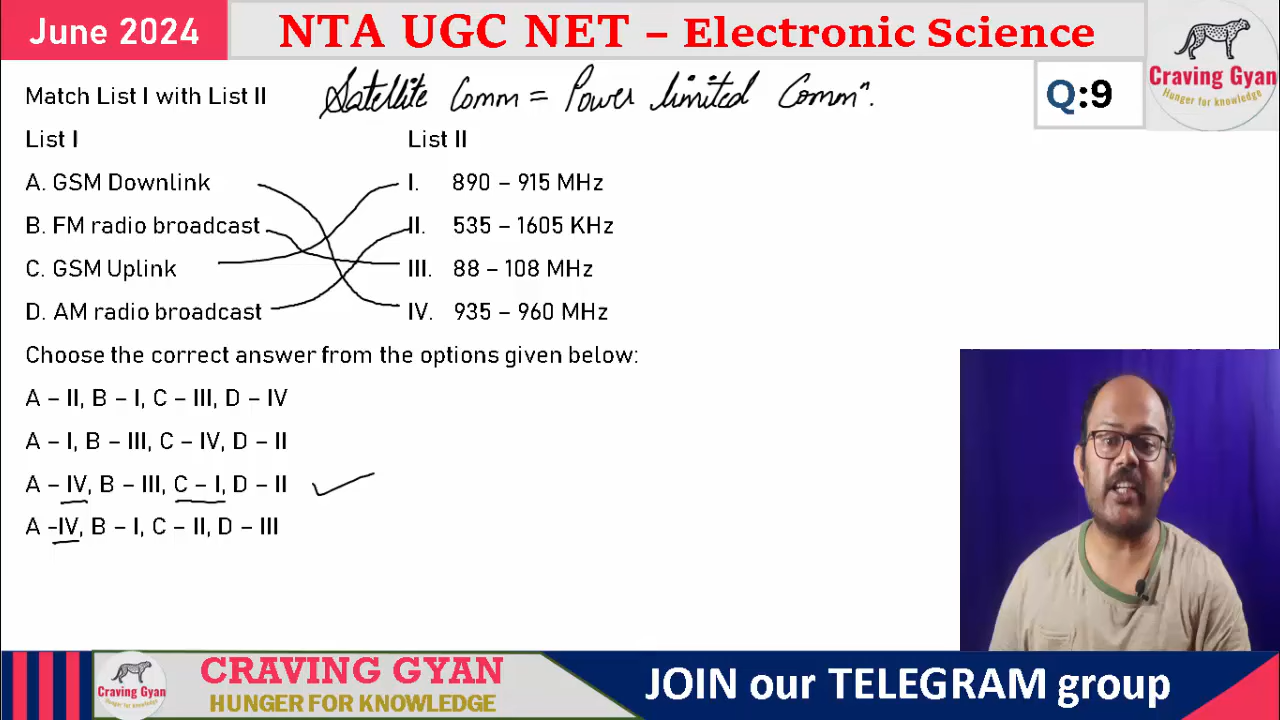 June 2024
NTA UGC NET – Electronic Science
Craving Gyan
Hunger for knowledge
Q:9
Match List I with List II
Satellite Comm = Power limited Commⁿ.
List I List II
A. GSM Downlink I. 890 – 915 MHz
B. FM radio broadcast II. 535 – 1605 KHz
C. GSM Uplink III. 88 – 108 MHz
D. AM radio broadcast IV. 935 – 960 MHz
Choose the correct answer from the options given below:
A – II, B – I, C – III, D – IV
A – I, B – III, C – IV, D – II
A – IV, B – III, C – I, D – II
A -IV, B – I, C – II, D – III
Craving Gyan
Hunger for knowledge
CRAVING GYAN
HUNGER FOR KNOWLEDGE
JOIN our TELEGRAM group